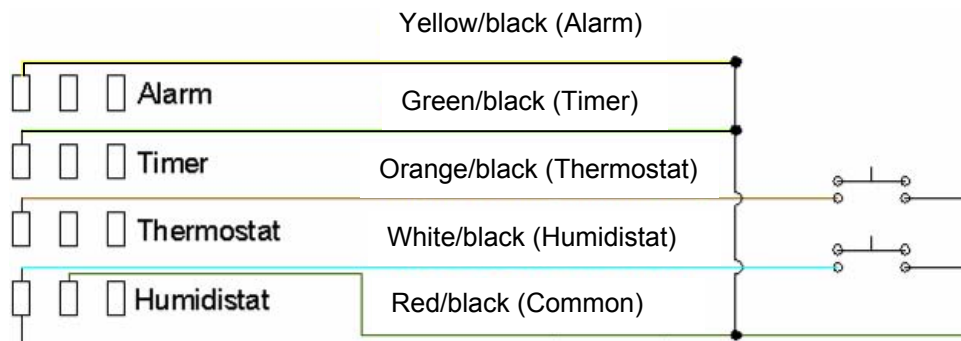 Yellow/black (Alarm)
Alarm
Green/black (Timer)
Timer
Orange/black (Thermostat)
Thermostat
White/black (Humidistat)
Humidistat
Red/black (Common)